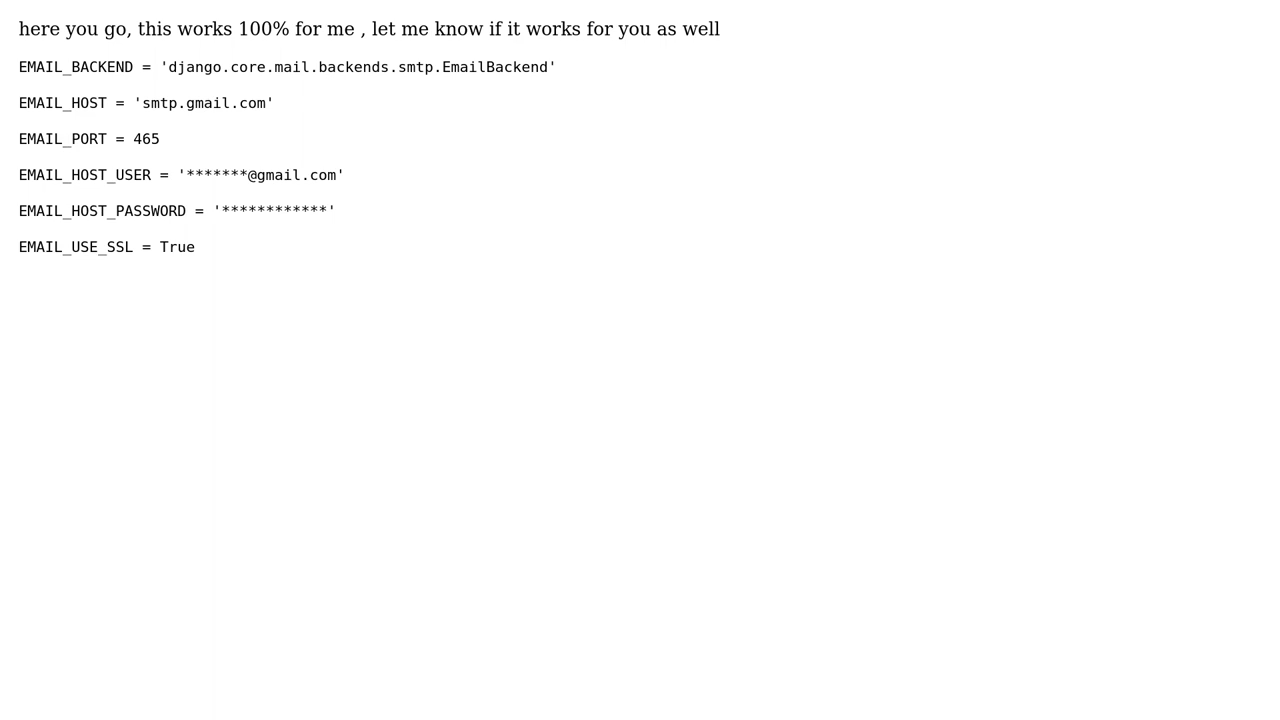 here you go, this works 100% for me , let me know if it works for you as well
EMAIL_BACKEND = 'django.core.mail.backends.smtp.EmailBackend'
EMAIL_HOST = 'smtp.gmail.com'
EMAIL_PORT = 465
EMAIL_HOST_USER = '*******@gmail.com'
EMAIL_HOST_PASSWORD = '************'
EMAIL_USE_SSL = True